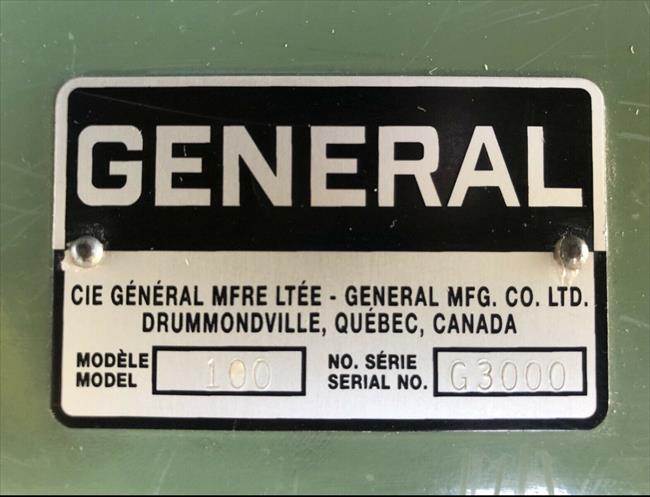 GENERAL
CIE GÉNÉRAL MFRE LTÉE - GENERAL MFG. CO. LTD.
DRUMMONDVILLE, QUÉBEC, CANADA
MODÈLE
MODEL 100
NO. SÉRIE
SERIAL NO. G3000